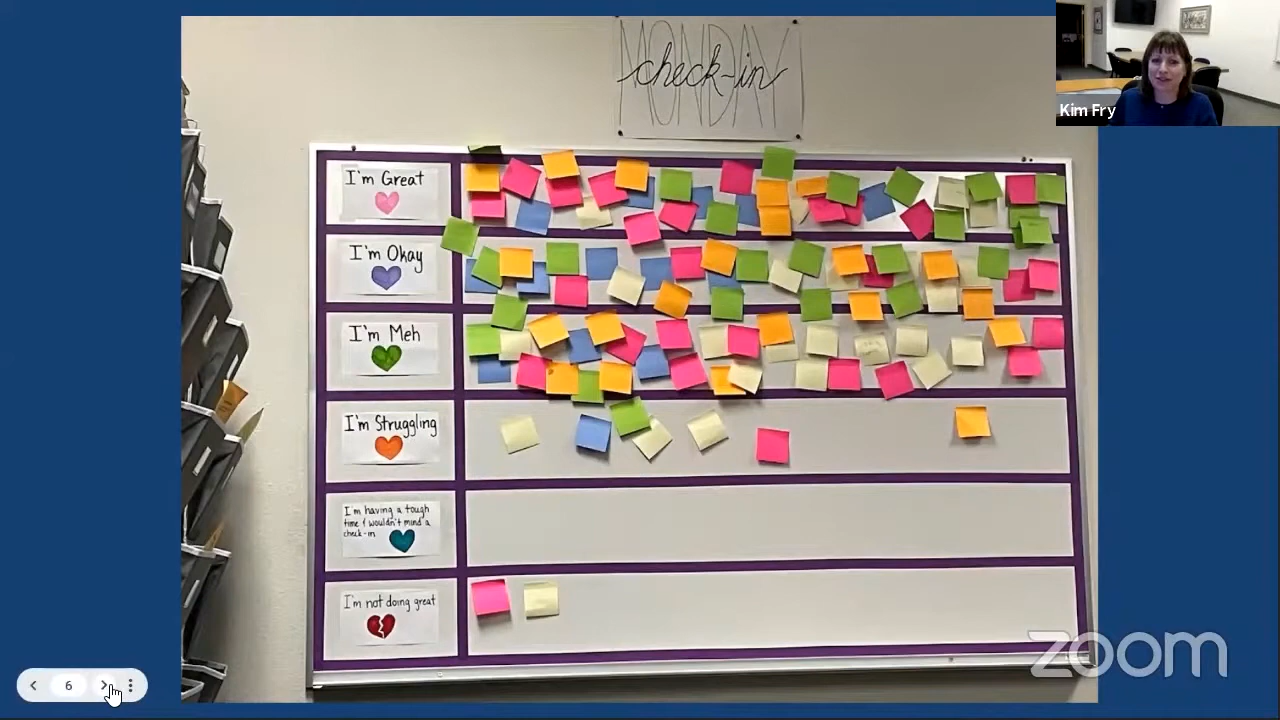 MONDAY
check-in
Kim Fry
I'm Great
I'm Okay
I'm Meh
I'm Struggling
I'm having a tough
time & wouldn't mind a
check-in
I'm not doing great
zoom
6